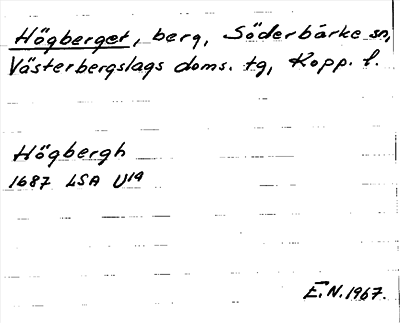 Högberget, berg, Söderbärke sn,
Västerbergslags doms. tg, Kopp. l.
Högbergh
1687 LSA U19
E.N. 1967.